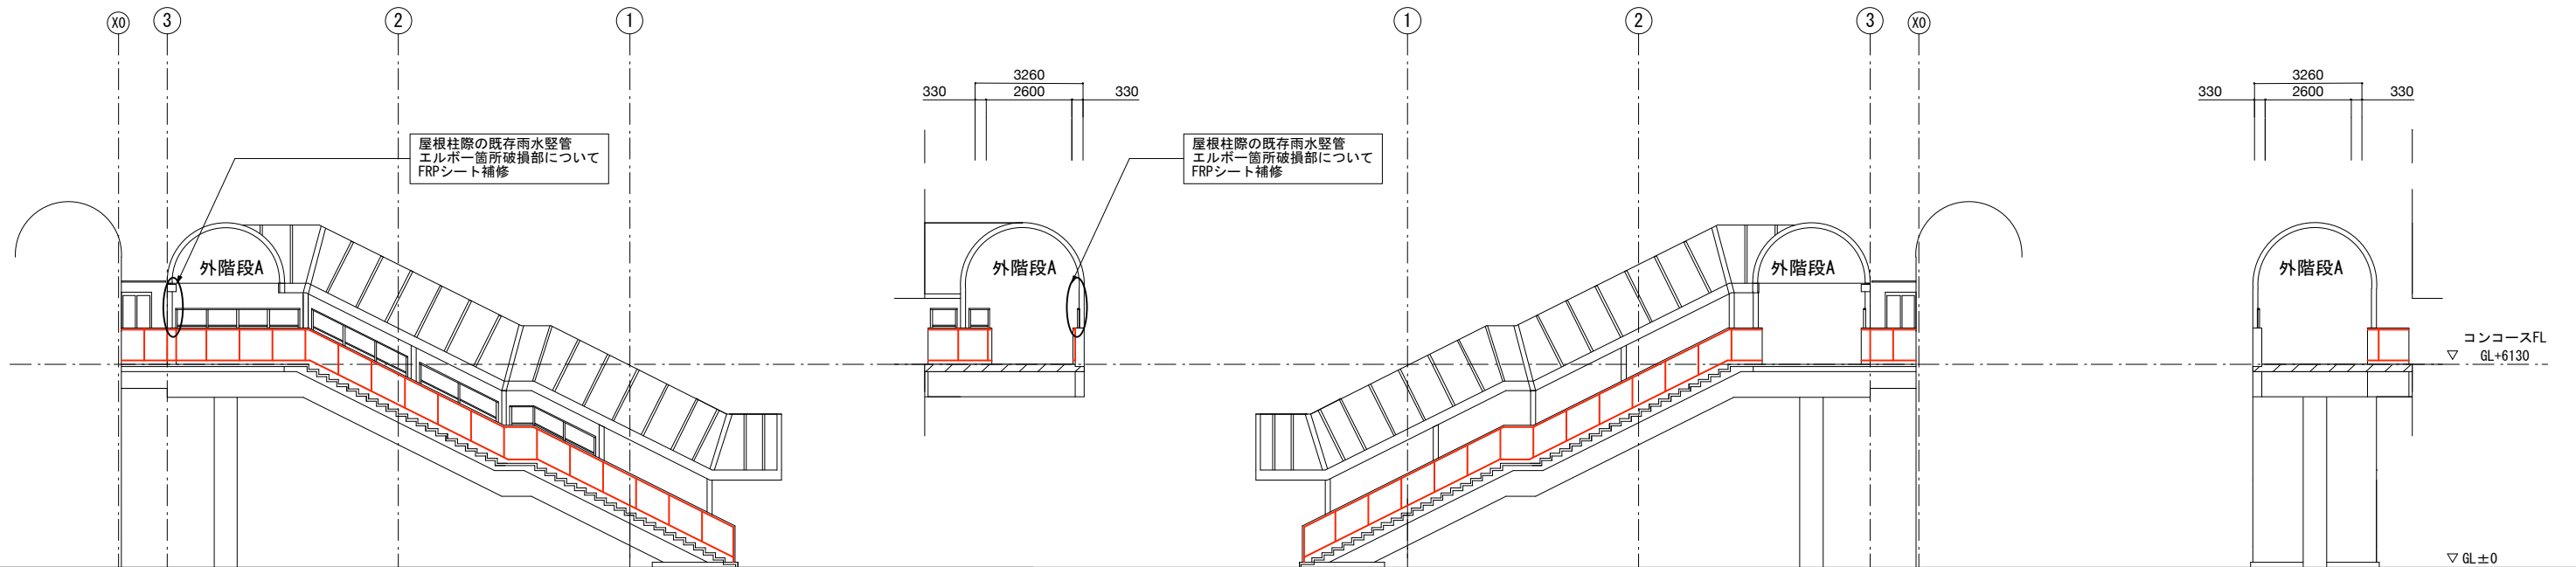 X0
3
2
1
1
2
3
X0
3260
330
2600
330
3260
330
2600
330
屋根柱際の既存雨水竪管
エルボー箇所破損部について
FRPシート補修
屋根柱際の既存雨水竪管
エルボー箇所破損部について
FRPシート補修
外階段A
外階段A
外階段A
外階段A
コンコースFL
▽ GL+6130
▽ GL±0